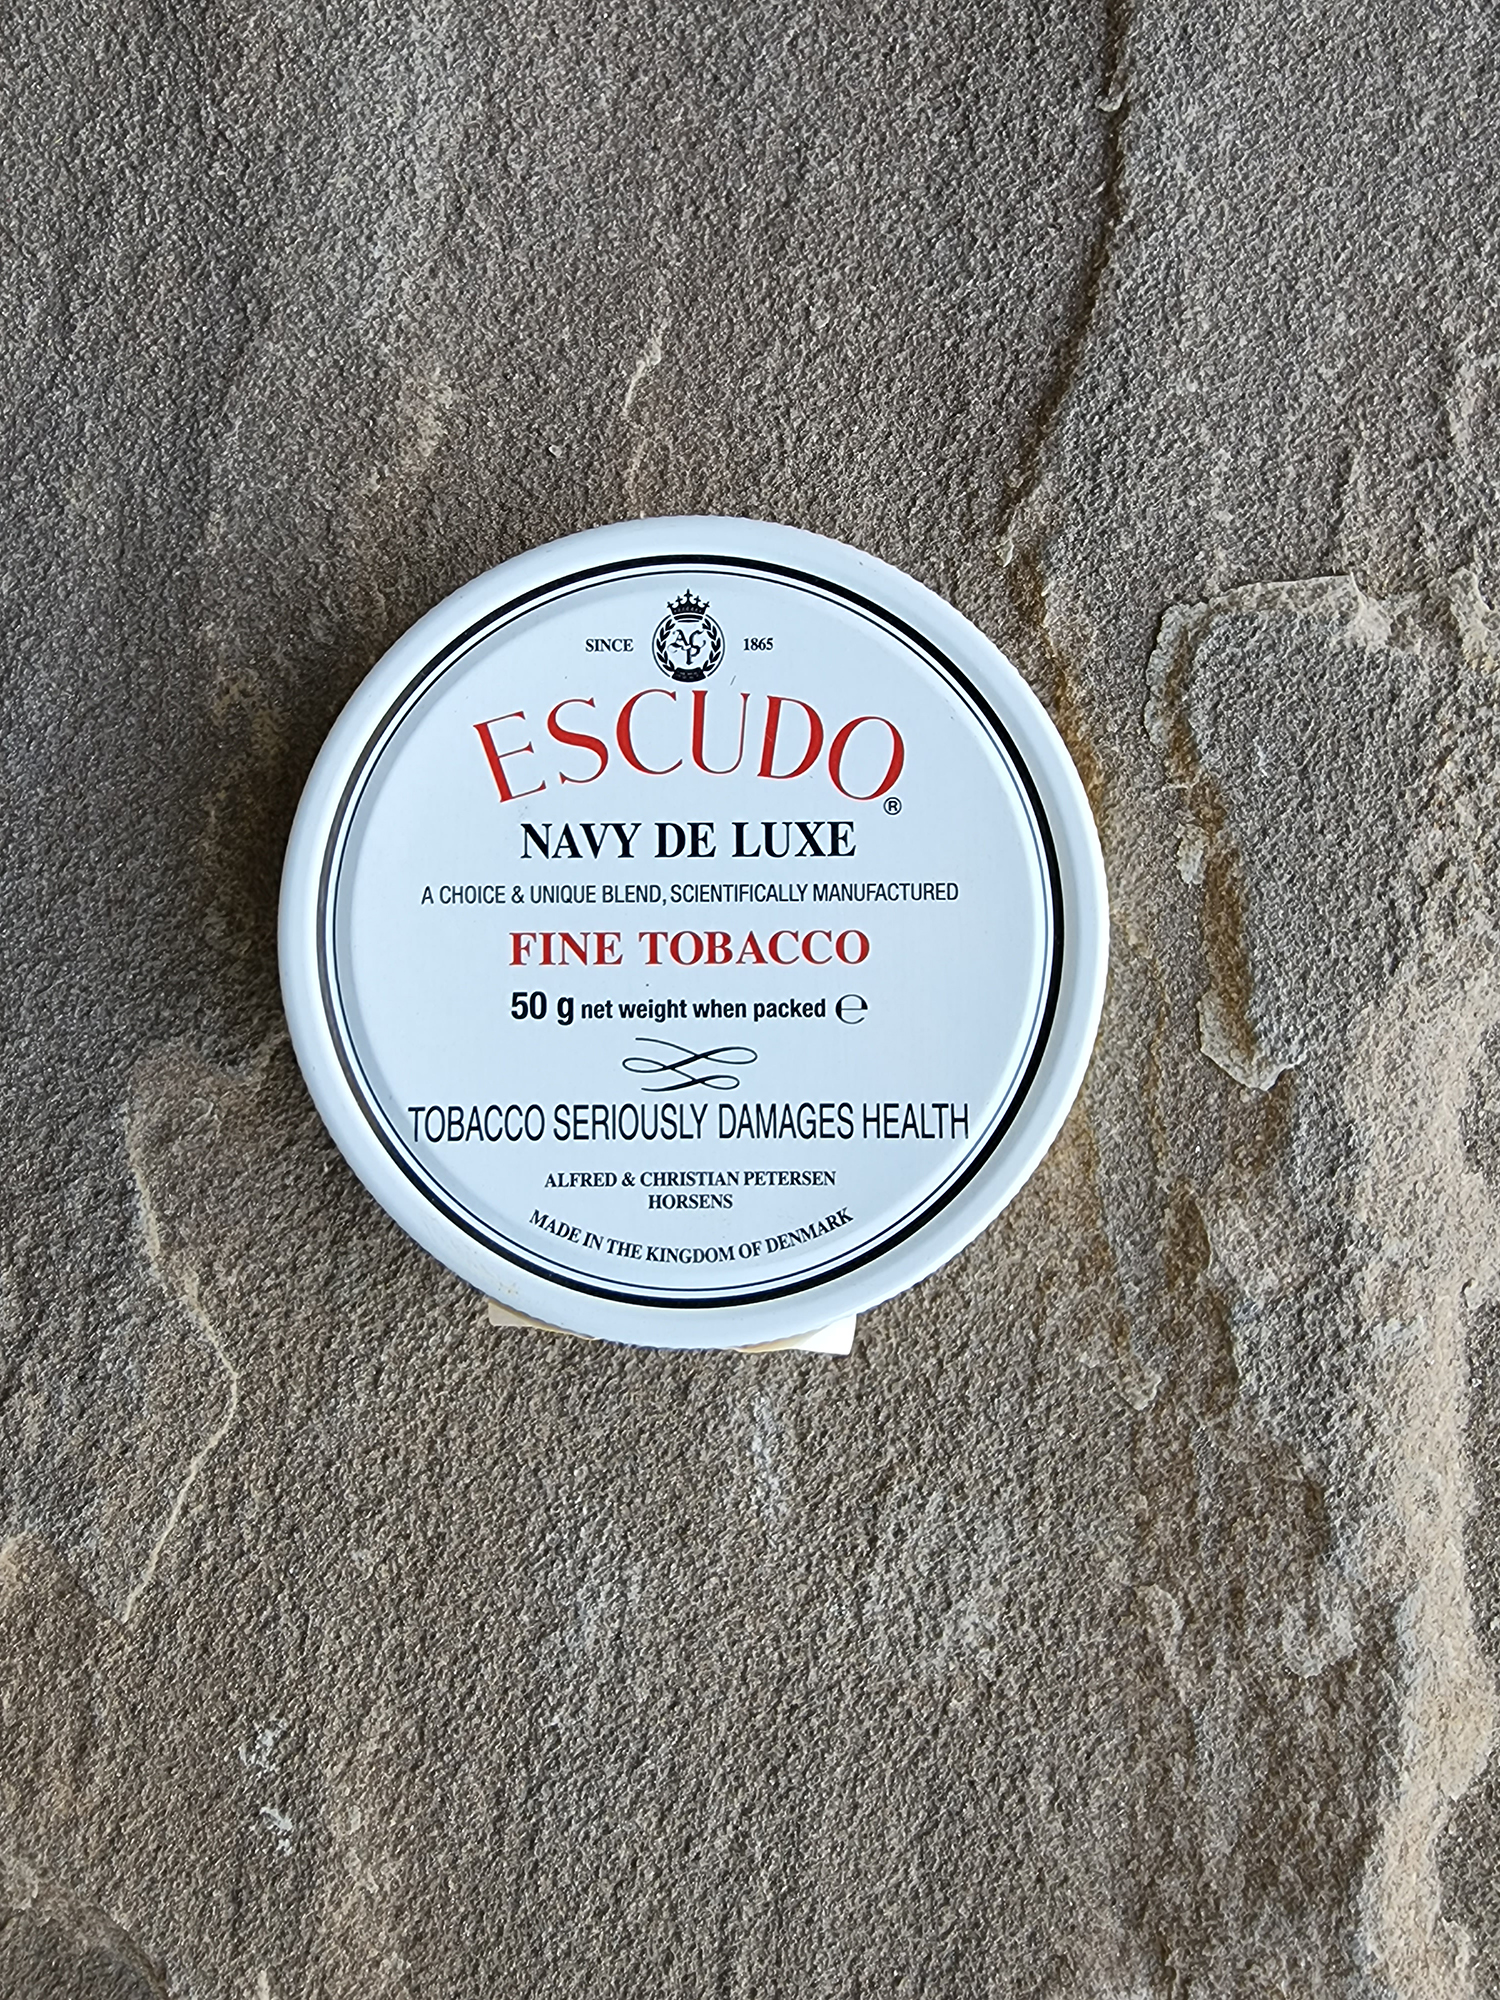 SINCE ACP 1865
ESCUDO®
NAVY DE LUXE
A CHOICE & UNIQUE BLEND, SCIENTIFICALLY MANUFACTURED
FINE TOBACCO
50 g net weight when packed ℮
TOBACCO SERIOUSLY DAMAGES HEALTH
ALFRED & CHRISTIAN PETERSEN
HORSENS
MADE IN THE KINGDOM OF DENMARK